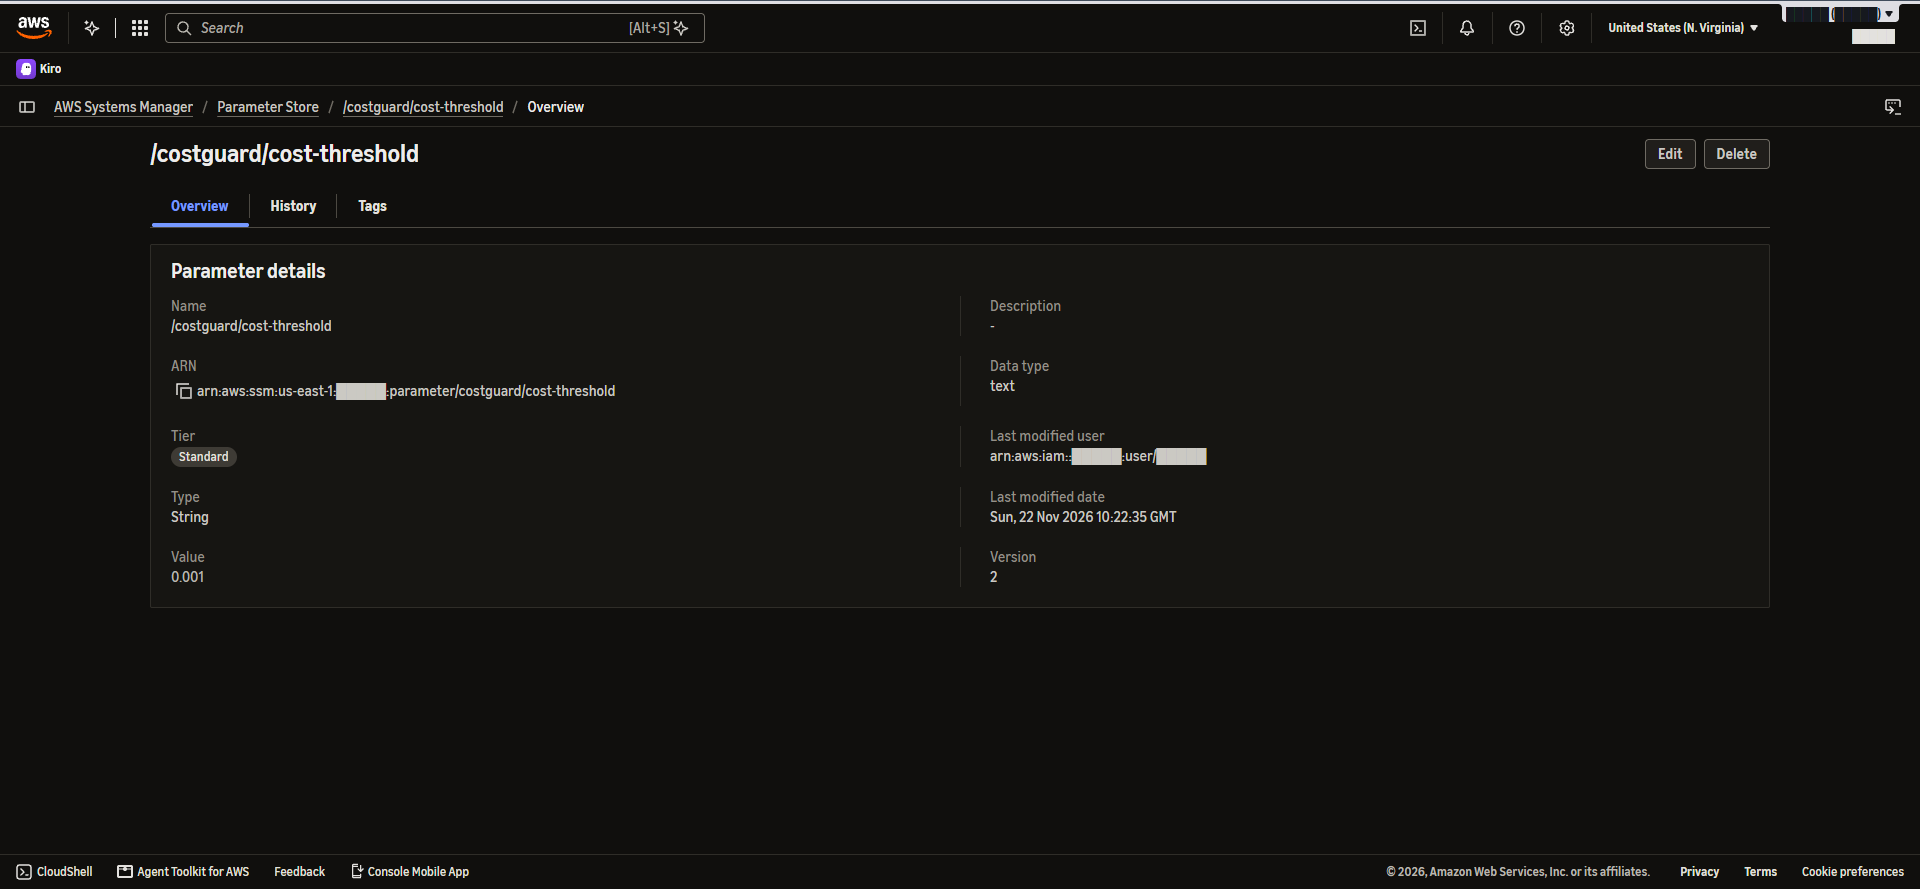 aws
Search [Alt+S]
United States (N. Virginia)
Kiro
AWS Systems Manager / Parameter Store / /costguard/cost-threshold / Overview
/costguard/cost-threshold
Edit Delete
Overview History Tags
Parameter details
Name
/costguard/cost-threshold
Description
-
ARN
arn:aws:ssm:us-east-1:█████:parameter/costguard/cost-threshold
Data type
text
Tier
Standard
Last modified user
arn:aws:iam::█████:user/█████
Type
String
Last modified date
Sun, 22 Nov 2026 10:22:35 GMT
Value
0.001
Version
2
CloudShell Agent Toolkit for AWS Feedback Console Mobile App © 2026, Amazon Web Services, Inc. or its affiliates. Privacy Terms Cookie preferences